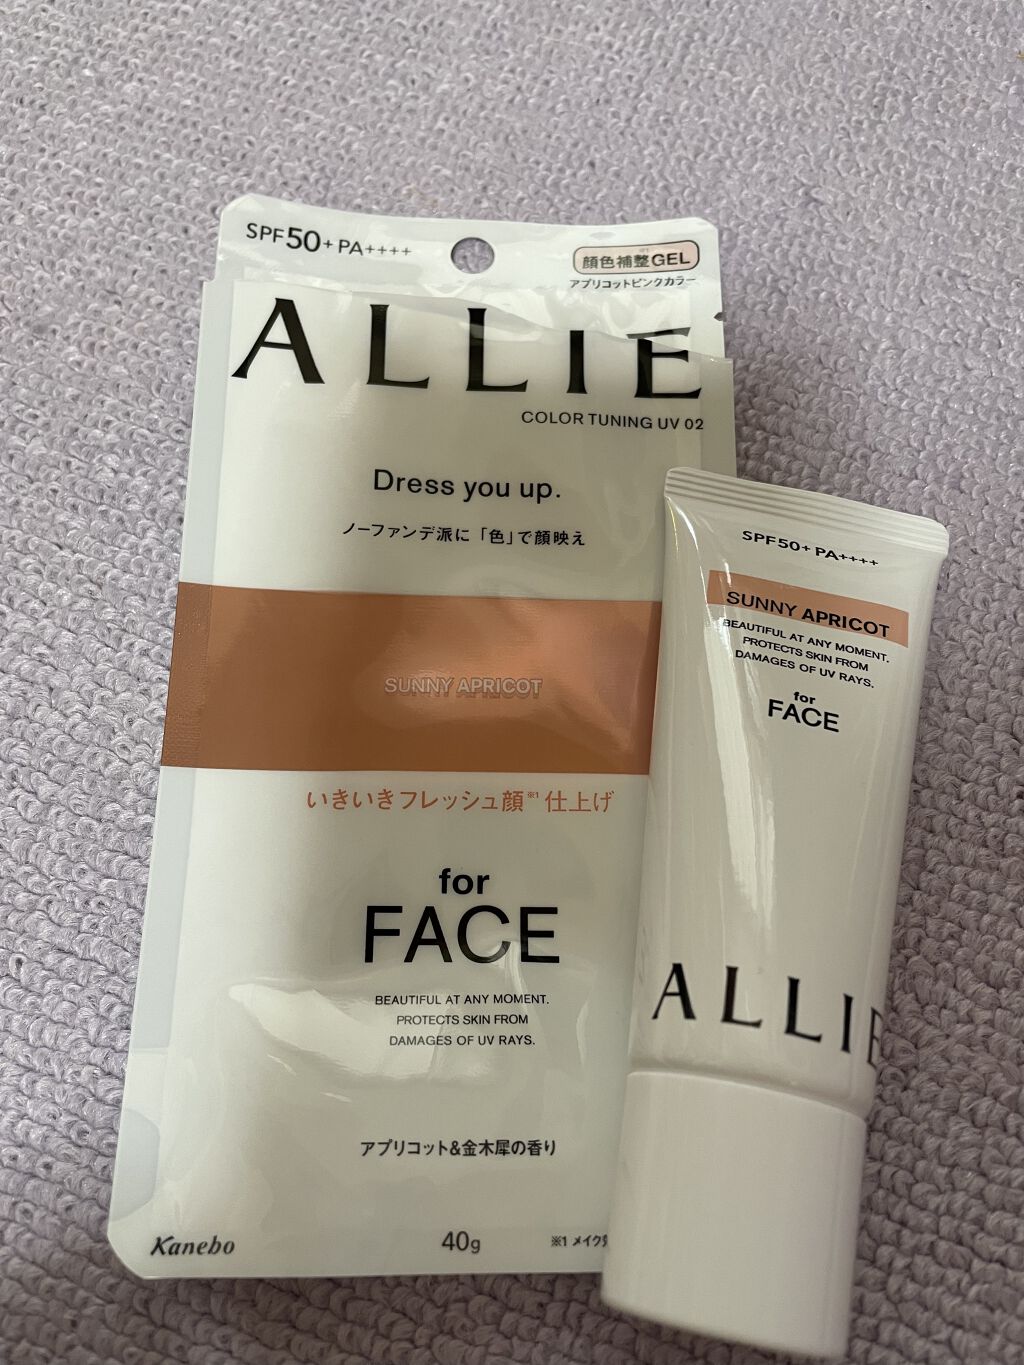 SPF50+PA++++
顔色補整※1GEL
アプリコットピンクカラー
ALLIE
COLOR TUNING UV 02
Dress you up.
ノーファンデ派に「色」で顔映え
SUNNY APRICOT
いきいきフレッシュ顔※1仕上げ
for
FACE
BEAUTIFUL AT ANY MOMENT.
PROTECTS SKIN FROM
DAMAGES OF UV RAYS.
アプリコット&金木犀の香り
Kanebo
40g
※1 メイク
SPF50+PA++++
SUNNY APRICOT
BEAUTIFUL AT ANY MOMENT.
PROTECTS SKIN FROM
DAMAGES OF UV RAYS.
for
FACE
ALLIE